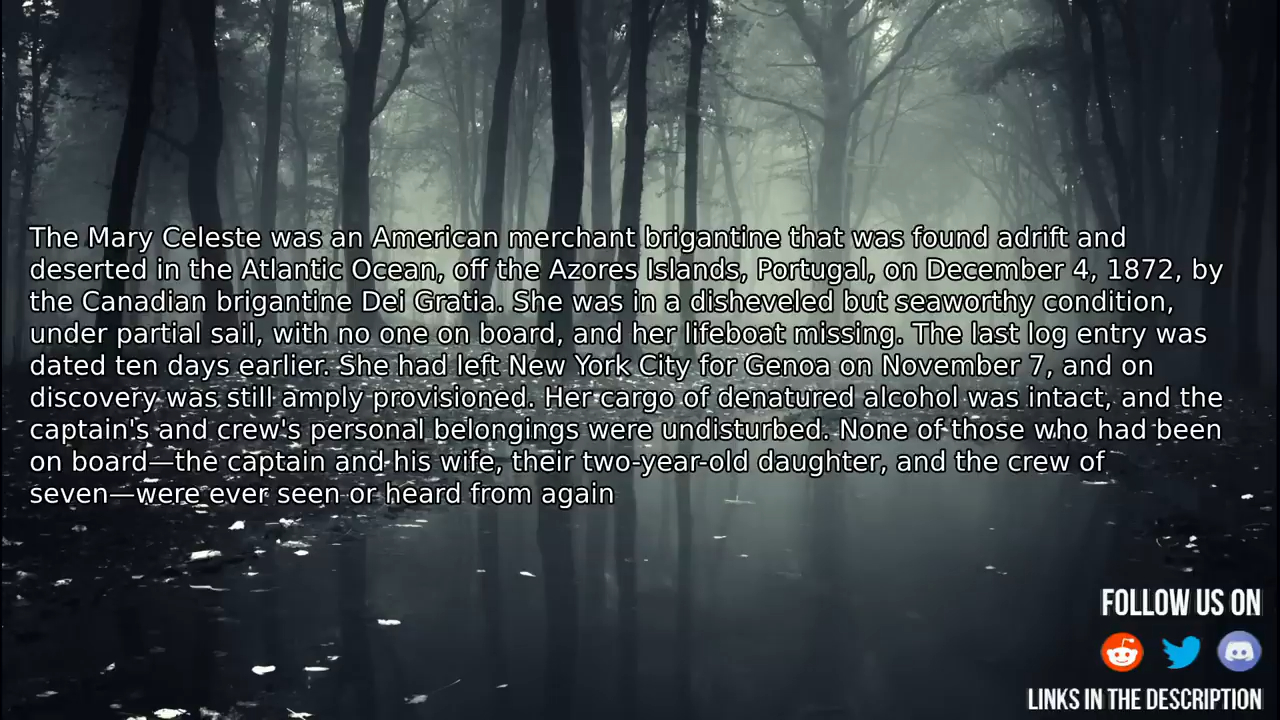 The Mary Celeste was an American merchant brigantine that was found adrift and
deserted in the Atlantic Ocean, off the Azores Islands, Portugal, on December 4, 1872, by
the Canadian brigantine Dei Gratia. She was in a disheveled but seaworthy condition,
under partial sail, with no one on board, and her lifeboat missing. The last log entry was
dated ten days earlier. She had left New York City for Genoa on November 7, and on
discovery was still amply provisioned. Her cargo of denatured alcohol was intact, and the
captain's and crew's personal belongings were undisturbed. None of those who had been
on board—the captain and his wife, their two-year-old daughter, and the crew of
seven—were ever seen or heard from again
FOLLOW US ON
LINKS IN THE DESCRIPTION